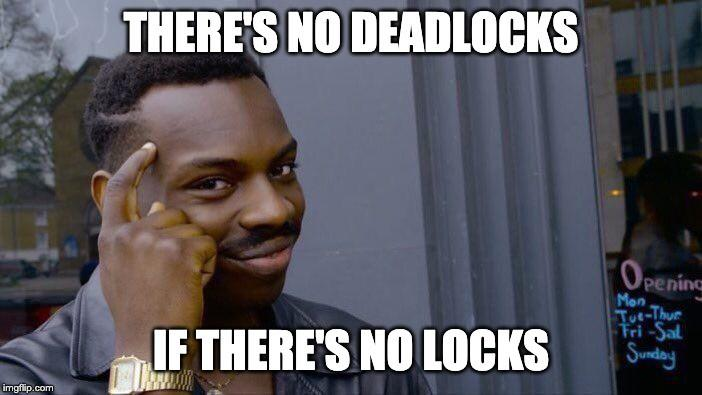 THERE'S NO DEADLOCKS
IF THERE'S NO LOCKS
Opening
Mon
Tue-Thur
Fri-Sat
Sunday
imgflip.com